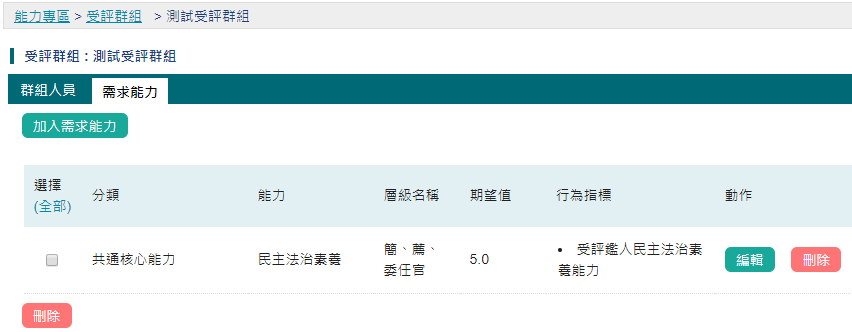 能力專區 > 受評群組 > 測試受評群組
受評群組：測試受評群組
群組人員 需求能力
加入需求能力
選擇
(全部) 分類 能力 層級名稱 期望值 行為指標 動作
共通核心能力 民主法治素養 簡、薦、
委任官 5.0 • 受評鑑人民主法治素
養能力 編輯 刪除
刪除